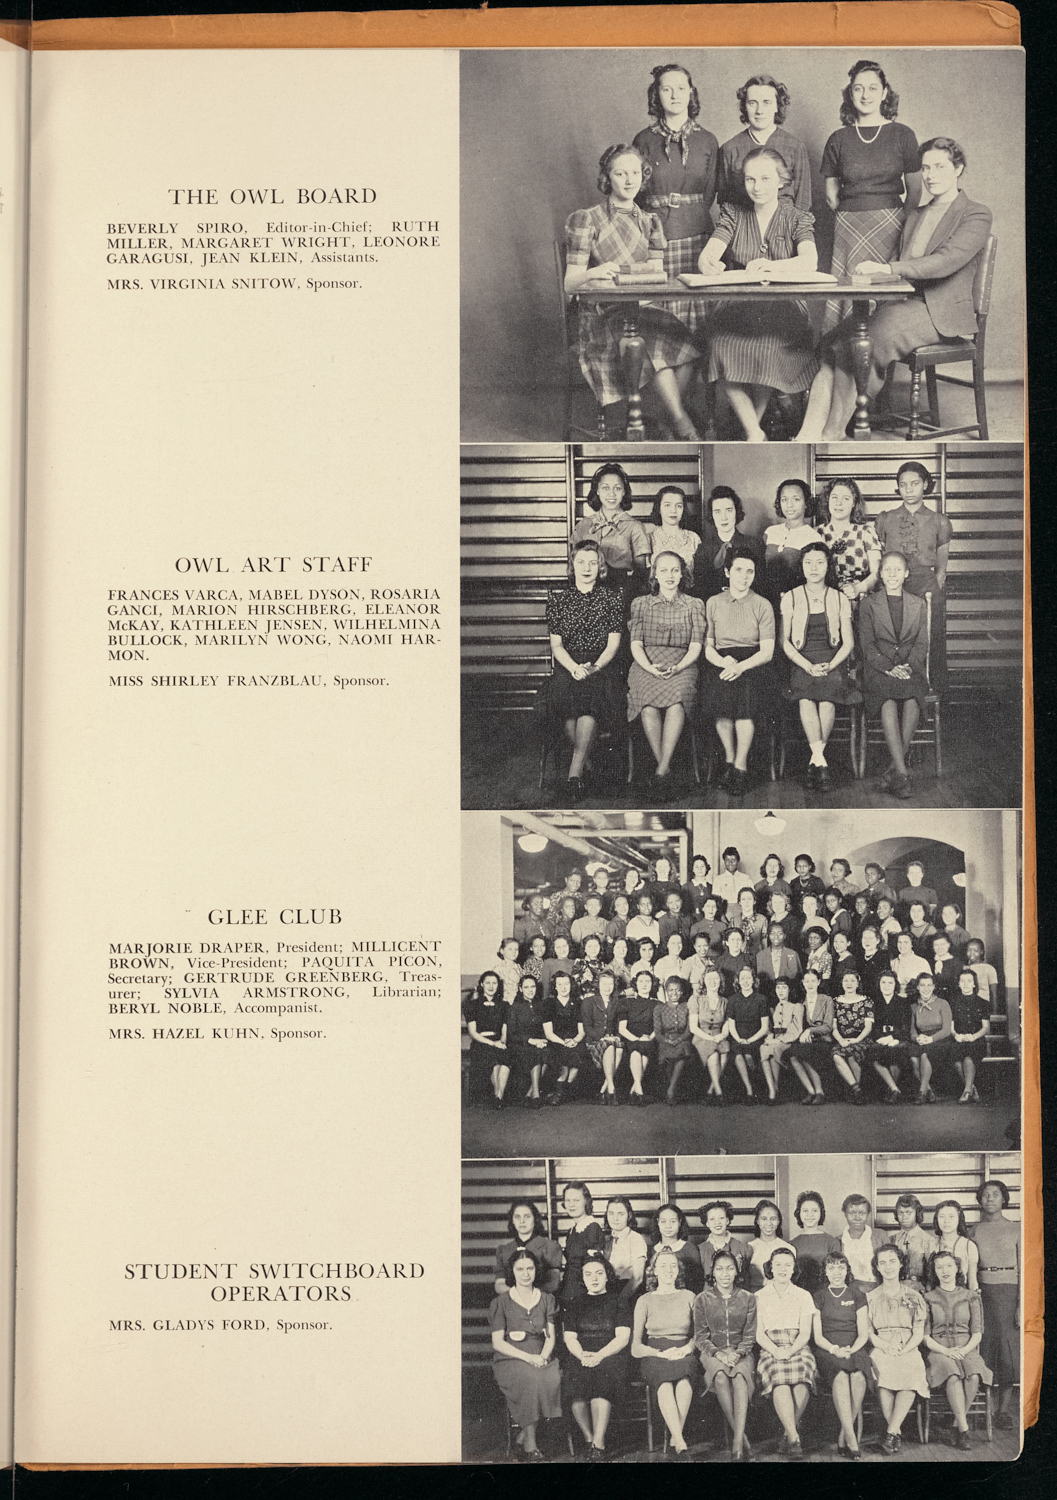 THE OWL BOARD
BEVERLY SPIRO, Editor-in-Chief; RUTH
MILLER, MARGARET WRIGHT, LEONORE
GARAGUSI, JEAN KLEIN, Assistants.
MRS. VIRGINIA SNITOW, Sponsor.
OWL ART STAFF
FRANCES VARCA, MABEL DYSON, ROSARIA
GANCI, MARION HIRSCHBERG, ELEANOR
McKAY, KATHLEEN JENSEN, WILHELMINA
BULLOCK, MARILYN WONG, NAOMI HAR-
MON.
MISS SHIRLEY FRANZBLAU, Sponsor.
GLEE CLUB
MARJORIE DRAPER, President; MILLICENT
BROWN, Vice-President; PAQUITA PICON,
Secretary; GERTRUDE GREENBERG, Treas-
urer; SYLVIA ARMSTRONG, Librarian;
BERYL NOBLE, Accompanist.
MRS. HAZEL KUHN, Sponsor.
STUDENT SWITCHBOARD
OPERATORS
MRS. GLADYS FORD, Sponsor.